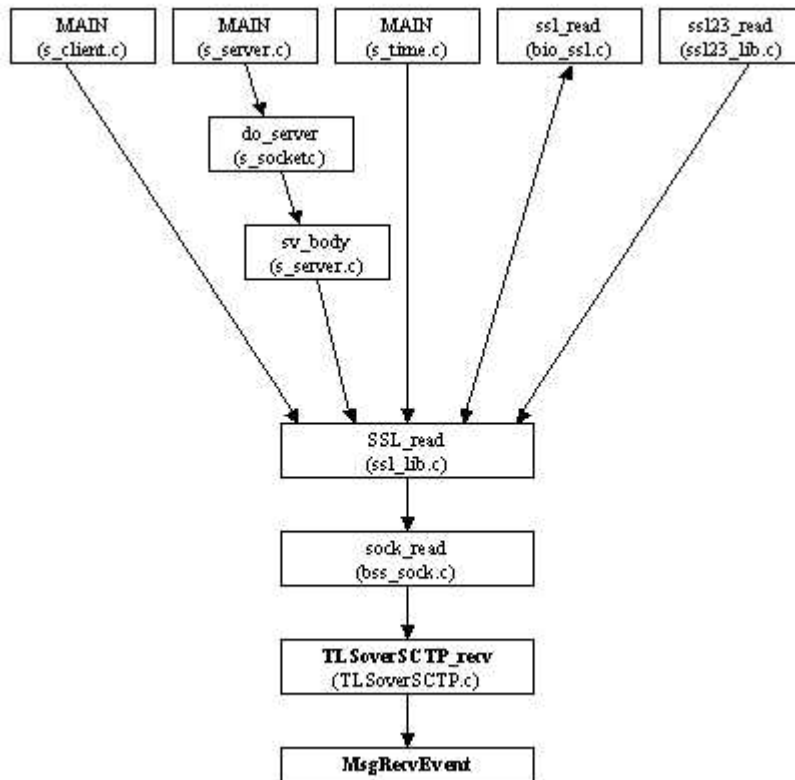 MAIN
(s_client.c)
MAIN
(s_server.c)
MAIN
(s_time.c)
ssl_read
(bio_ssl.c)
ssl23_read
(ssl23_lib.c)
do_server
(s_socketc)
sv_body
(s_server.c)
SSL_read
(ssl_lib.c)
sock_read
(bss_sock.c)
TLSoverSCTP_recv
(TLSoverSCTP.c)
MsgRecvEvent